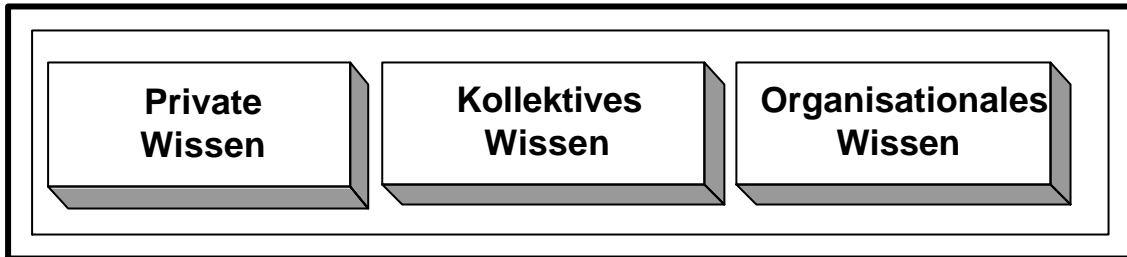 Private
Wissen
Kollektives
Wissen
Organisationales
Wissen